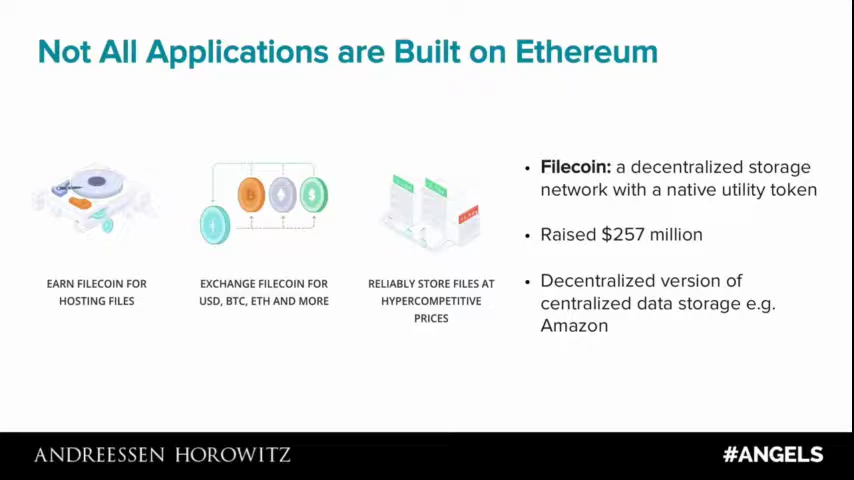 Not All Applications are Built on Ethereum
EARN FILECOIN FOR
HOSTING FILES
EXCHANGE FILECOIN FOR
USD, BTC, ETH AND MORE
RELIABLY STORE FILES AT
HYPERCOMPETITIVE
PRICES
• Filecoin: a decentralized storage
network with a native utility token
• Raised $257 million
• Decentralized version of
centralized data storage e.g.
Amazon
ANDREESSEN HOROWITZ
#ANGELS